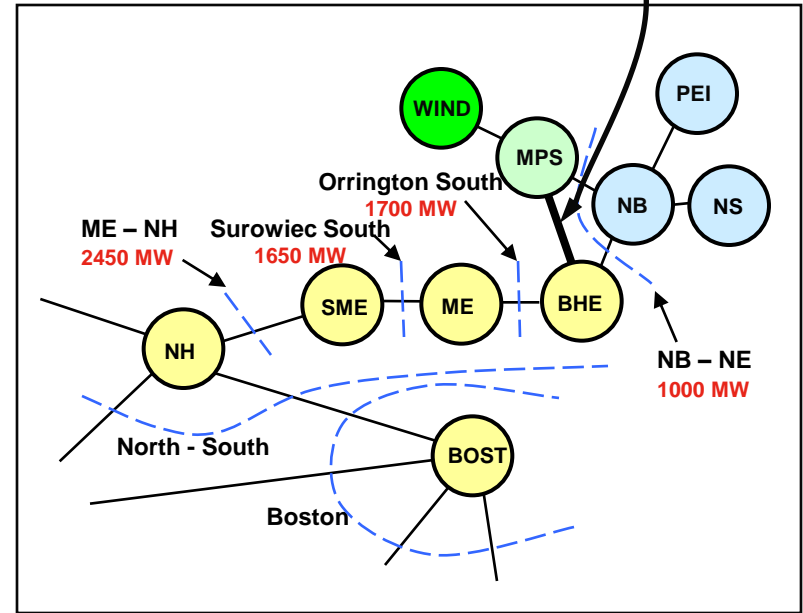 PEI
WIND
MPS
Orrington South
1700 MW
NB
NS
ME – NH
2450 MW
Surowiec South
1650 MW
SME
ME
BHE
NH
NB – NE
1000 MW
North - South
BOST
Boston